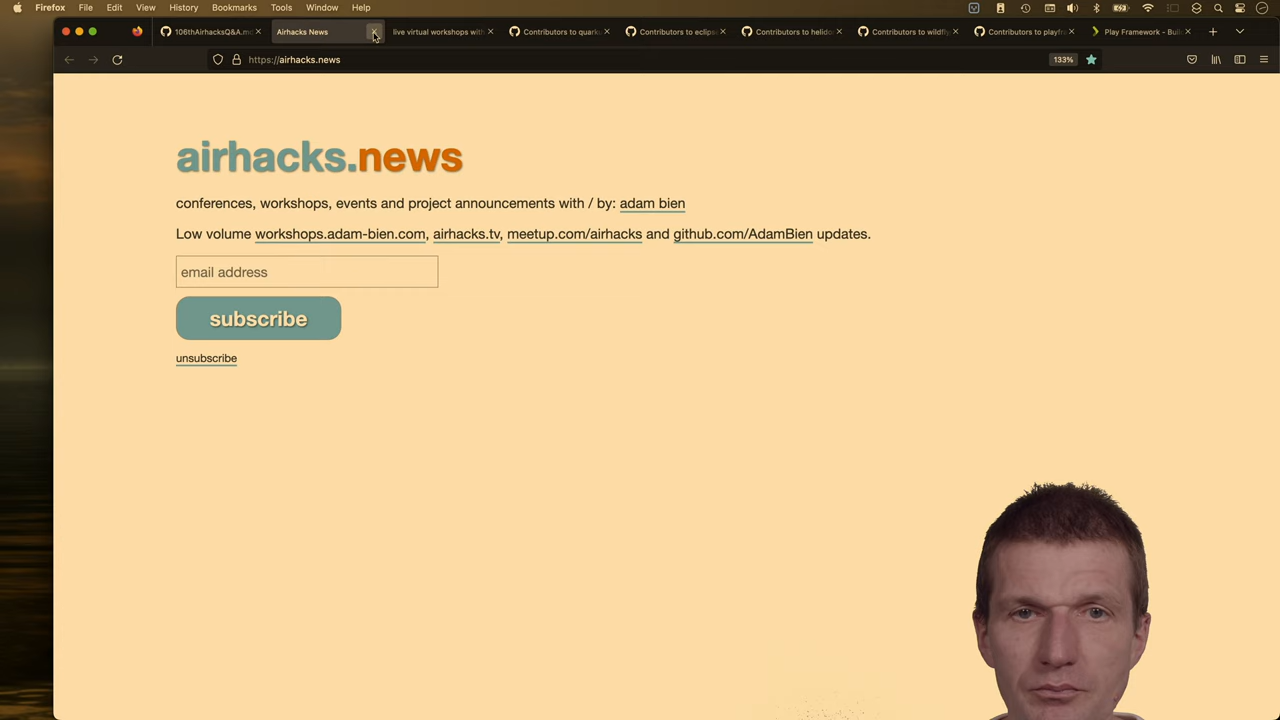 Firefox File Edit View History Bookmarks Tools Window Help
106thAirhacksQ&A.m Airhacks News live virtual workshops with Contributors to quark Contributors to eclips Contributors to helido Contributors to wildfly Contributors to playfra Play Framework - Buil
https://airhacks.news 133%
airhacks.news
conferences, workshops, events and project announcements with / by: adam bien
Low volume workshops.adam-bien.com, airhacks.tv, meetup.com/airhacks and github.com/AdamBien updates.
email address
subscribe
unsubscribe